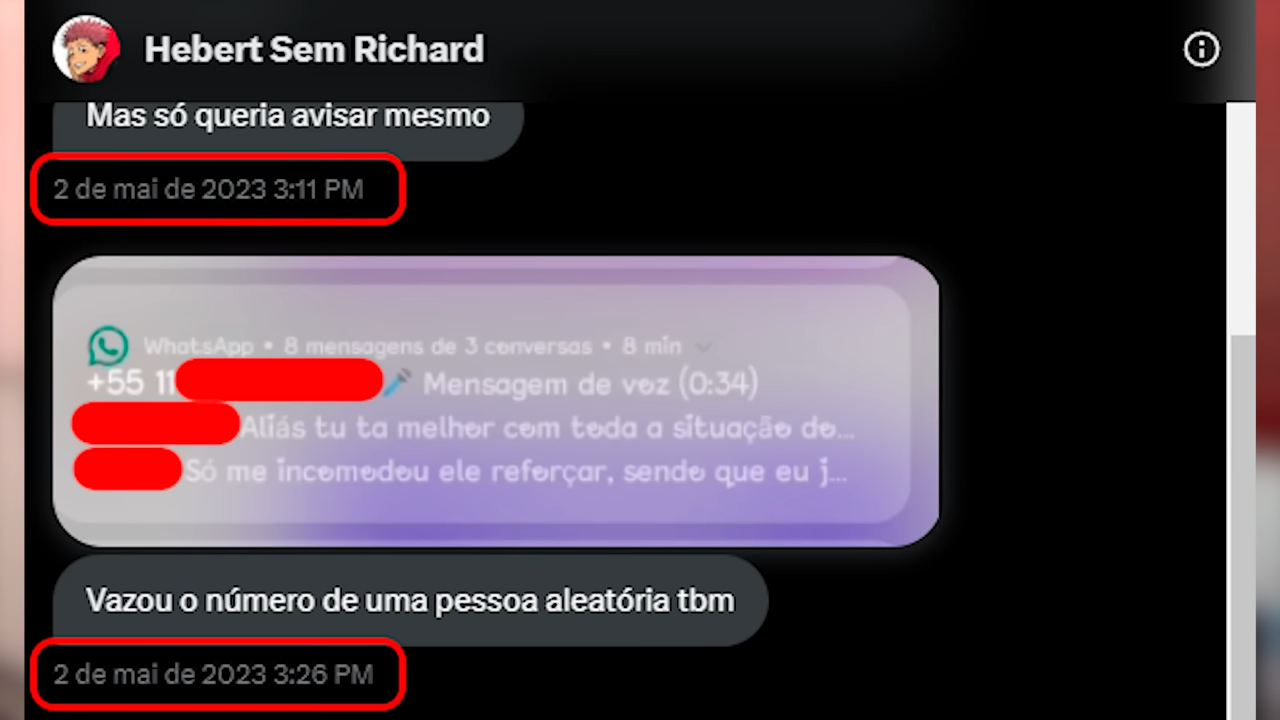 Hebert Sem Richard
Mas só queria avisar mesmo
2 de mai de 2023 3:11 PM
WhatsApp • 8 mensagens de 3 conversas • 8 min
+55 11 Mensagem de voz (0:34)
Aliás tu ta melhor com toda a situação do...
Só me incomodou ele reforçar, sendo que eu j...
Vazou o número de uma pessoa aleatória tbm
2 de mai de 2023 3:26 PM